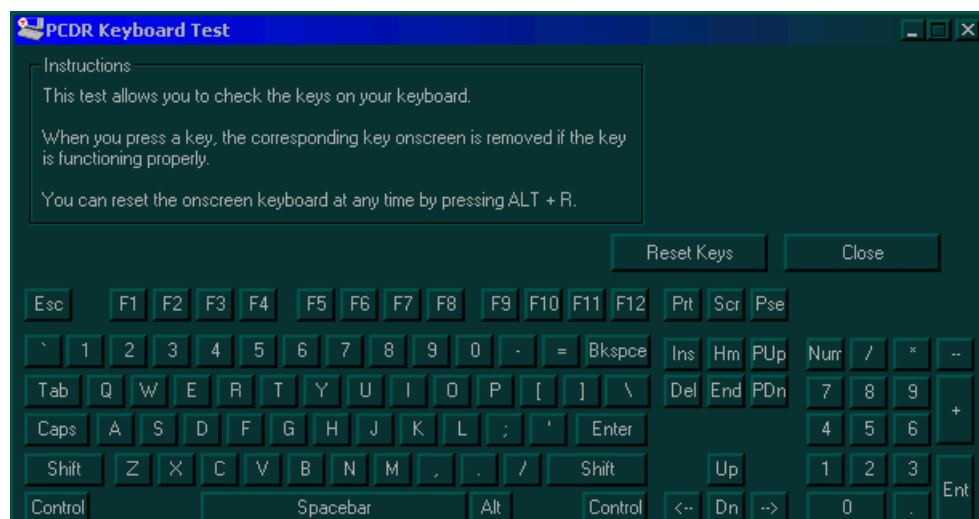 PCDR Keyboard Test
Instructions
This test allows you to check the keys on your keyboard.
When you press a key, the corresponding key onscreen is removed if the key
is functioning properly.
You can reset the onscreen keyboard at any time by pressing ALT + R.
Reset Keys Close
Esc F1 F2 F3 F4 F5 F6 F7 F8 F9 F10 F11 F12 Prt Scr Pse
` 1 2 3 4 5 6 7 8 9 0 - = Bkspce Ins Hm PUp Num / * --
Tab Q W E R T Y U I O P [ ] \ Del End PDn 7 8 9 +
Caps A S D F G H J K L ; ' Enter 4 5 6
Shift Z X C V B N M , . / Shift Up 1 2 3 Ent
Control Spacebar Alt Control <-- Dn --> 0 .